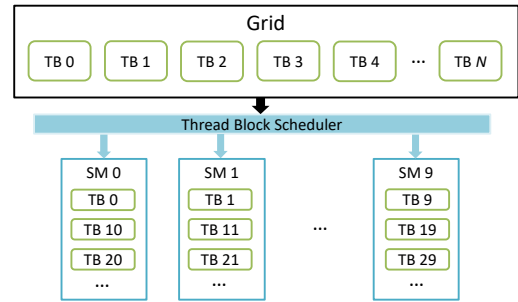 Grid
TB 0 TB 1 TB 2 TB 3 TB 4 ... TB N
Thread Block Scheduler
SM 0 SM 1 SM 9
TB 0 TB 1 TB 9
TB 10 TB 11 ... TB 19
TB 20 TB 21 TB 29
... ... ...